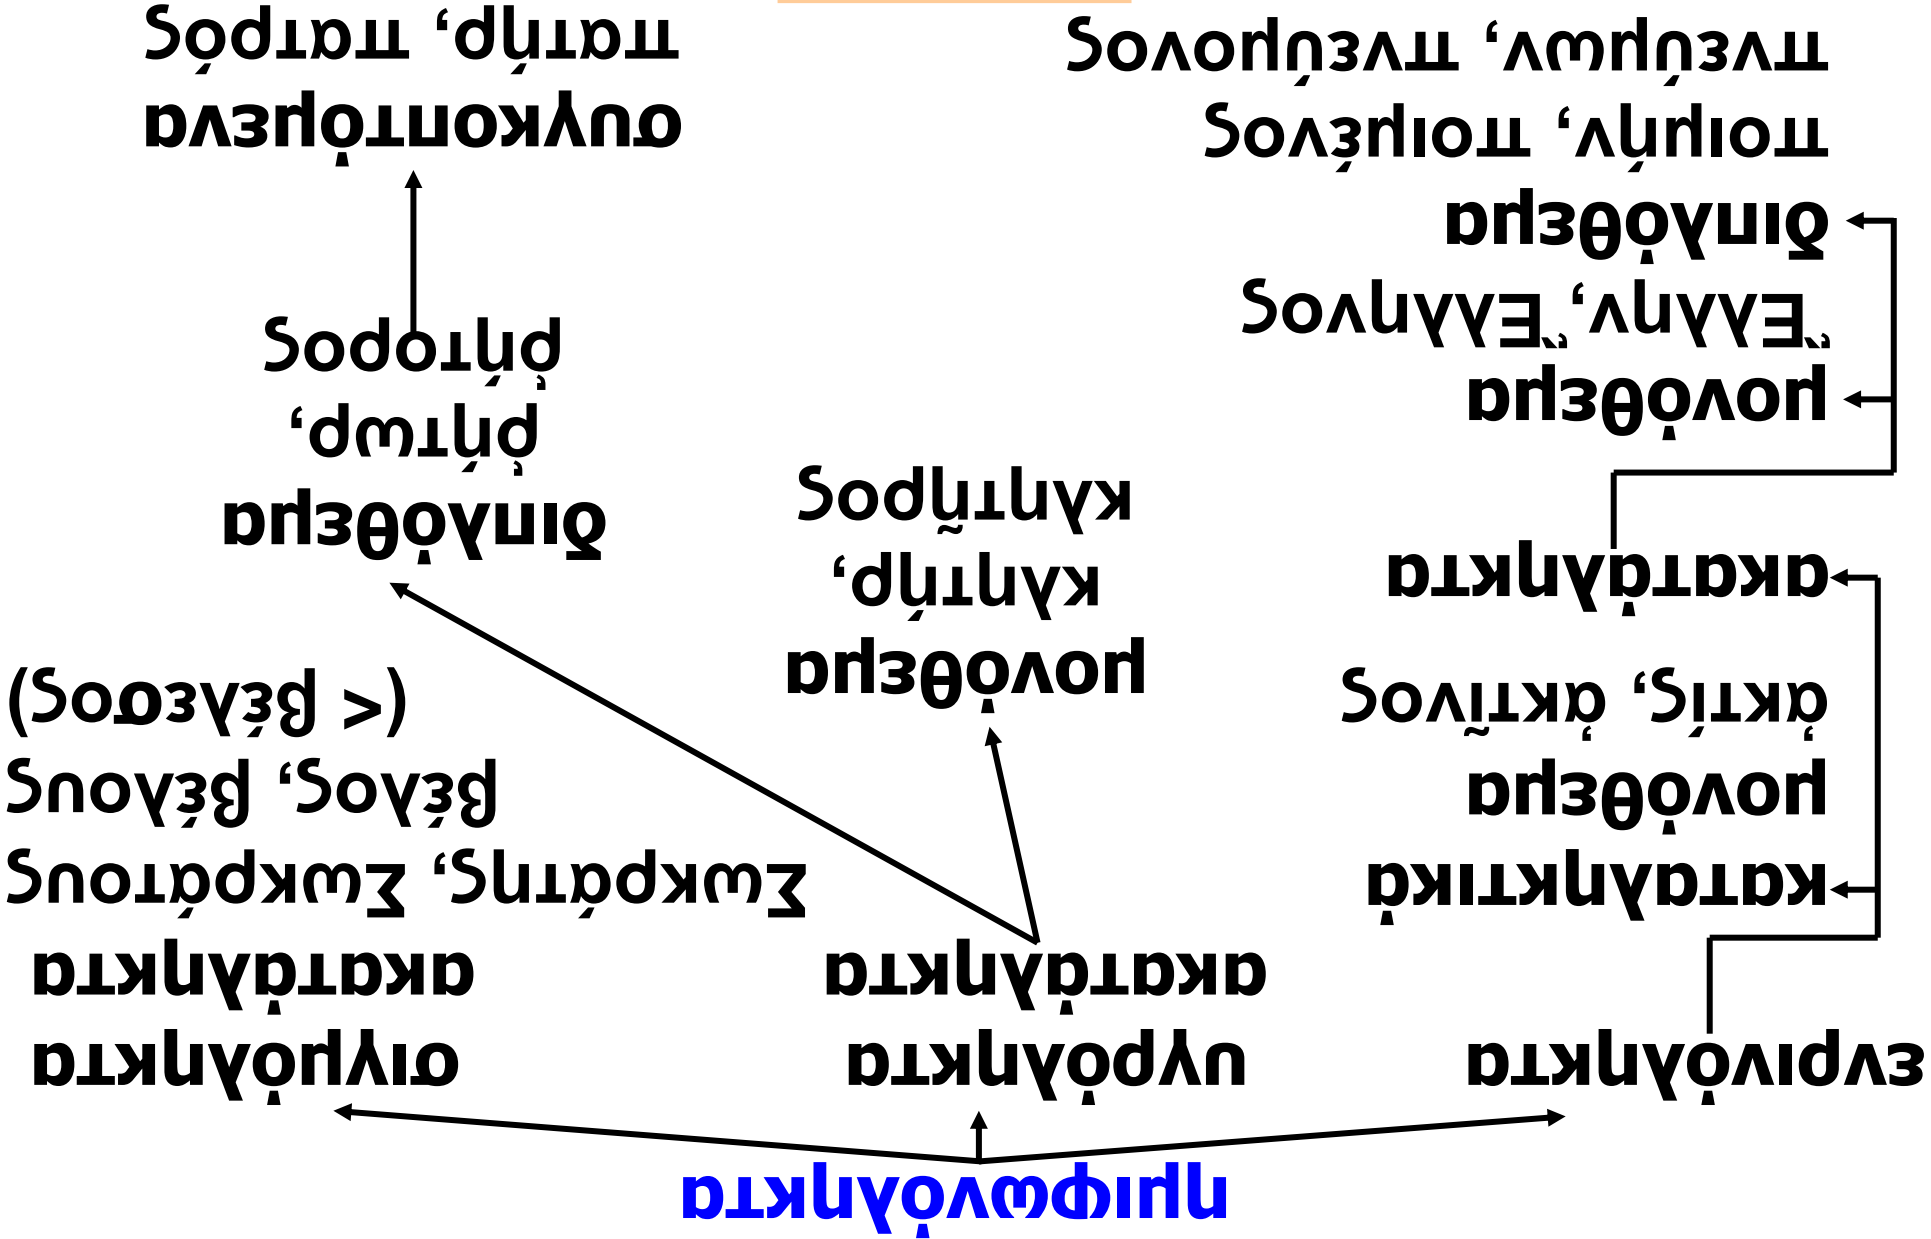 ημιφωνόληκτα
ενρινόληκτα
καταληκτικά
μονόθεμα
ἀκτίς, ἀκτῖνος
ακατάληκτα
μονόθεμα
Ἕλλην, Ἕλληνος
διπλόθεμα
ποιμήν, ποιμένος
πνεύμων, πνεύμονος
υγρόληκτα
ακατάληκτα
μονόθεμα
κλητήρ,
κλητῆρος
διπλόθεμα
ῥήτωρ,
ῥήτορος
συγκοπτόμενα
πατήρ, πατρός
σιγμόληκτα
ακατάληκτα
Σωκράτης, Σωκράτους
βέλος, βέλους
(< βέλεσος)